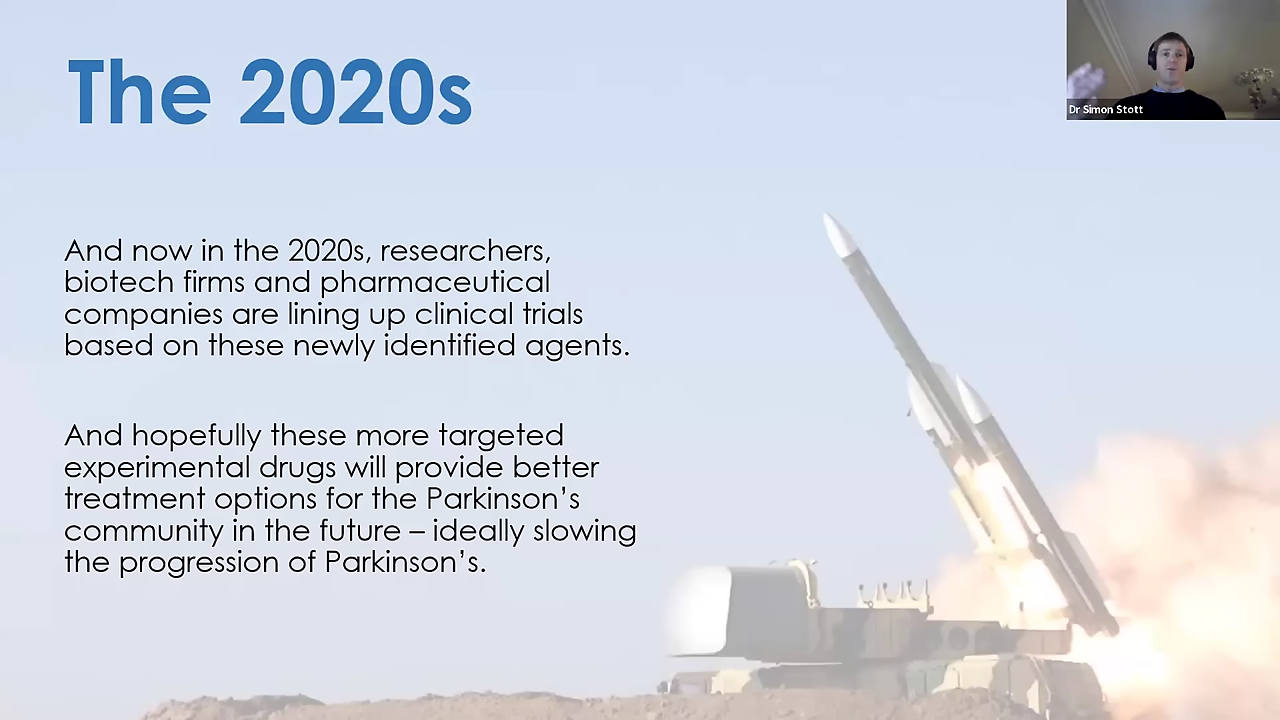 The 2020s
Dr Simon Stott
And now in the 2020s, researchers,
biotech firms and pharmaceutical
companies are lining up clinical trials
based on these newly identified agents.
And hopefully these more targeted
experimental drugs will provide better
treatment options for the Parkinson’s
community in the future – ideally slowing
the progression of Parkinson’s.